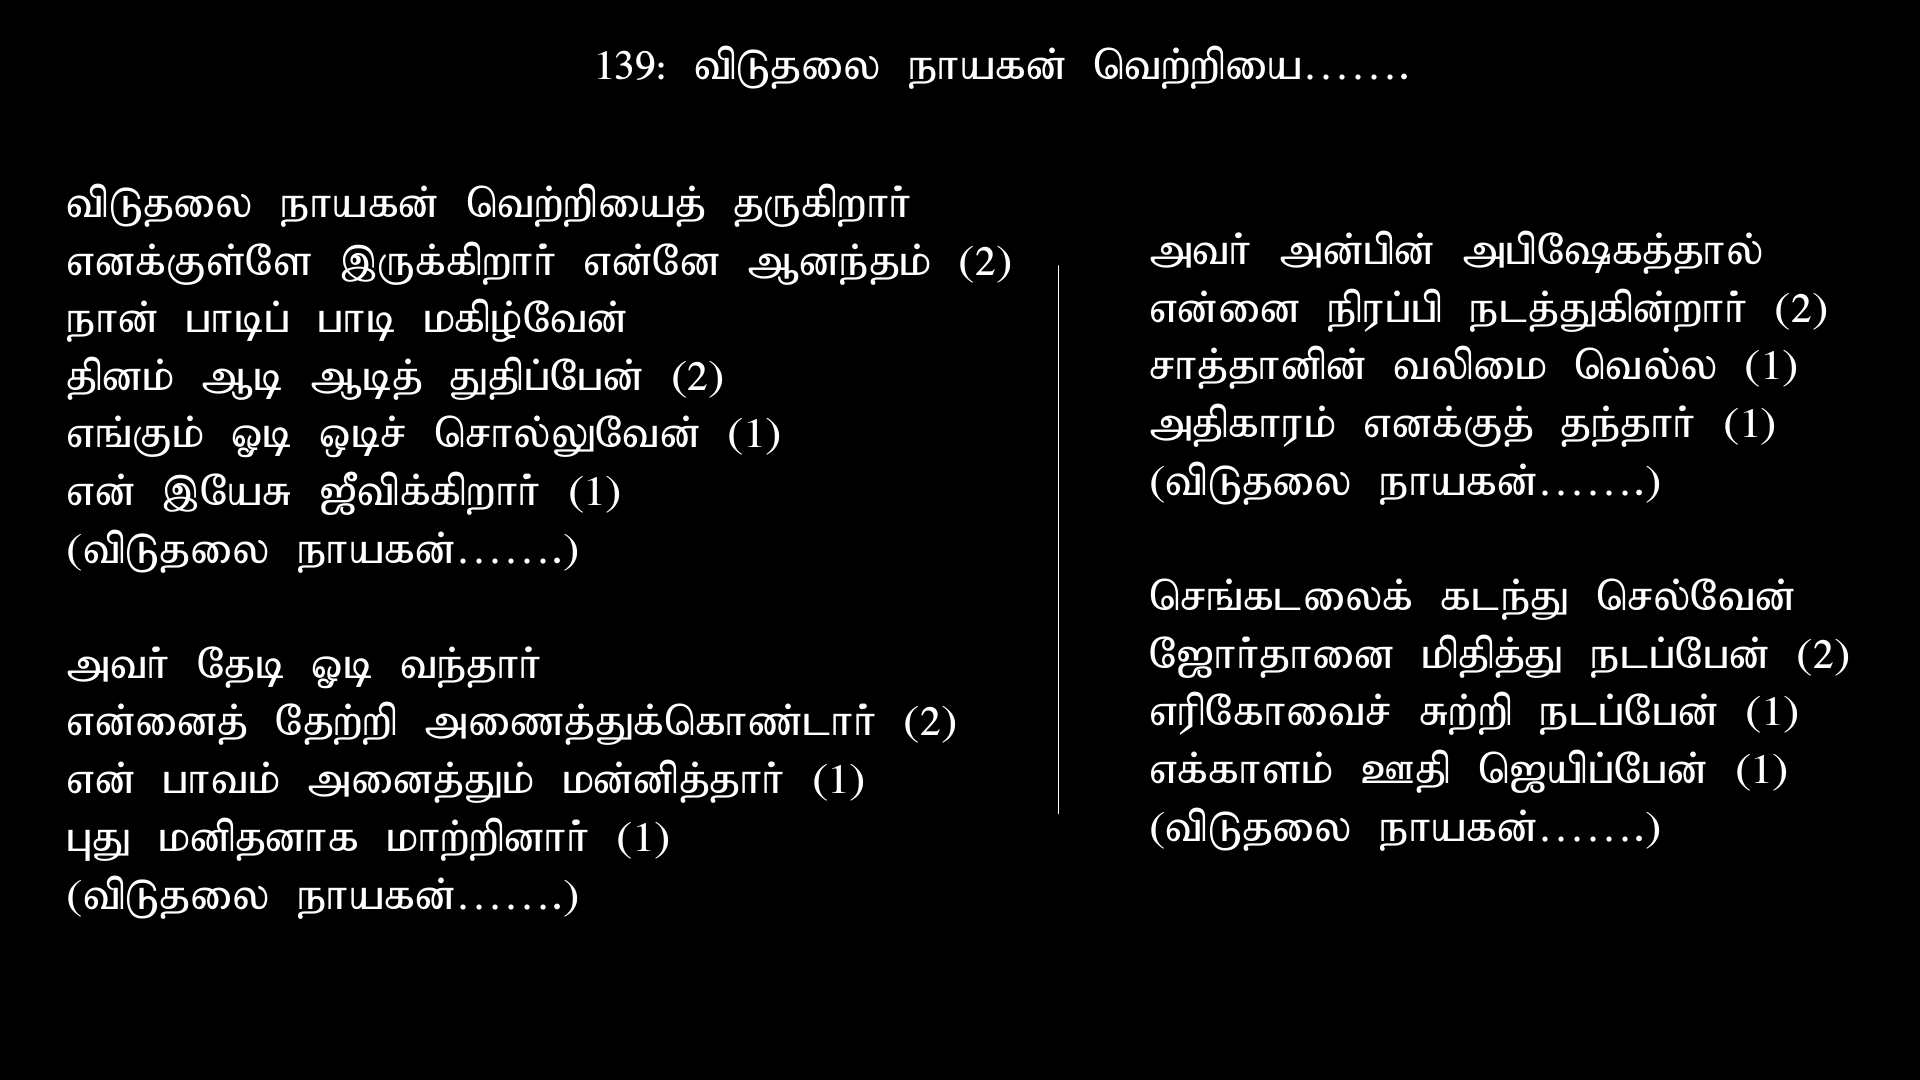 139: விடுதலை நாயகன் வெற்றியை.......
விடுதலை நாயகன் வெற்றியைத் தருகிறார்
எனக்குள்ளே இருக்கிறார் என்னே ஆனந்தம் (2)
நான் பாடிப் பாடி மகிழ்வேன்
தினம் ஆடி ஆடித் துதிப்பேன் (2)
எங்கும் ஓடி ஒடிச் சொல்லுவேன் (1)
என் இயேசு ஜீவிக்கிறார் (1)
(விடுதலை நாயகன்.......)
அவர் தேடி ஓடி வந்தார்
என்னைத் தேற்றி அணைத்துக்கொண்டார் (2)
என் பாவம் அனைத்தும் மன்னித்தார் (1)
புது மனிதனாக மாற்றினார் (1)
(விடுதலை நாயகன்.......)
அவர் அன்பின் அபிஷேகத்தால்
என்னை நிரப்பி நடத்துகின்றார் (2)
சாத்தானின் வலிமை வெல்ல (1)
அதிகாரம் எனக்குத் தந்தார் (1)
(விடுதலை நாயகன்.......)
செங்கடலைக் கடந்து செல்வேன்
ஜோர்தானை மிதித்து நடப்பேன் (2)
எரிகோவைச் சுற்றி நடப்பேன் (1)
எக்காளம் ஊதி ஜெயிப்பேன் (1)
(விடுதலை நாயகன்.......)